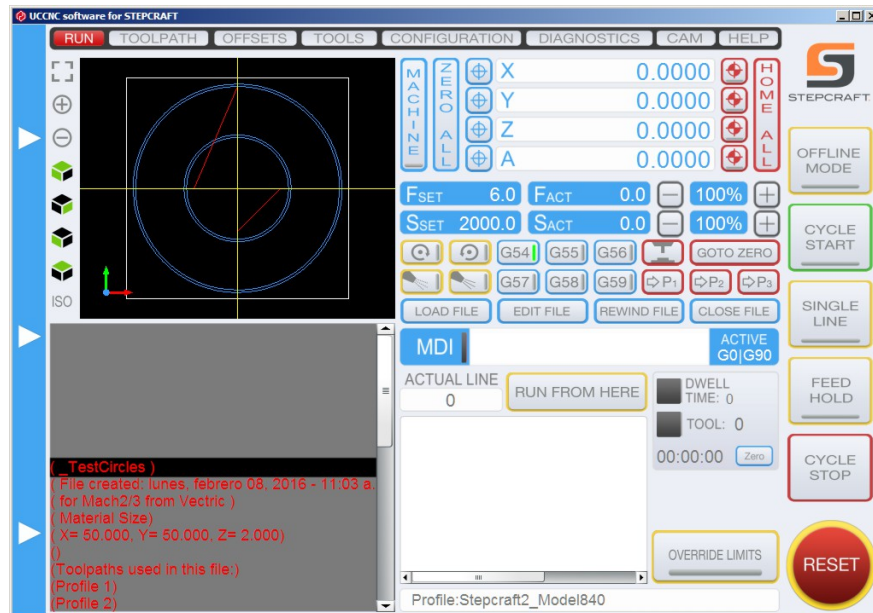 UCCNC software for STEPCRAFT
RUN TOOLPATH OFFSETS TOOLS CONFIGURATION DIAGNOSTICS CAM HELP
STEPCRAFT
MACHINE
ZERO ALL
X 0.0000
Y 0.0000
Z 0.0000
A 0.0000
HOME ALL
FSET 6.0 FACT 0.0 100%
SSET 2000.0 SACT 0.0 100%
G54 G55 G56 GOTO ZERO
G57 G58 G59 P1 P2 P3
LOAD FILE EDIT FILE REWIND FILE CLOSE FILE
MDI
ACTIVE
G0|G90
ACTUAL LINE
0
RUN FROM HERE
DWELL
TIME: 0
TOOL: 0
00:00:00 Zero
OVERRIDE LIMITS
Profile:Stepcraft2_Model840
ISO
( _TestCircles )
( File created: lunes, febrero 08, 2016 - 11:03 a.
( for Mach2/3 from Vectric )
( Material Size)
( X= 50.000, Y= 50.000, Z= 2.000)
()
(Toolpaths used in this file:)
(Profile 1)
(Profile 2)
OFFLINE
MODE
CYCLE
START
SINGLE
LINE
FEED
HOLD
CYCLE
STOP
RESET